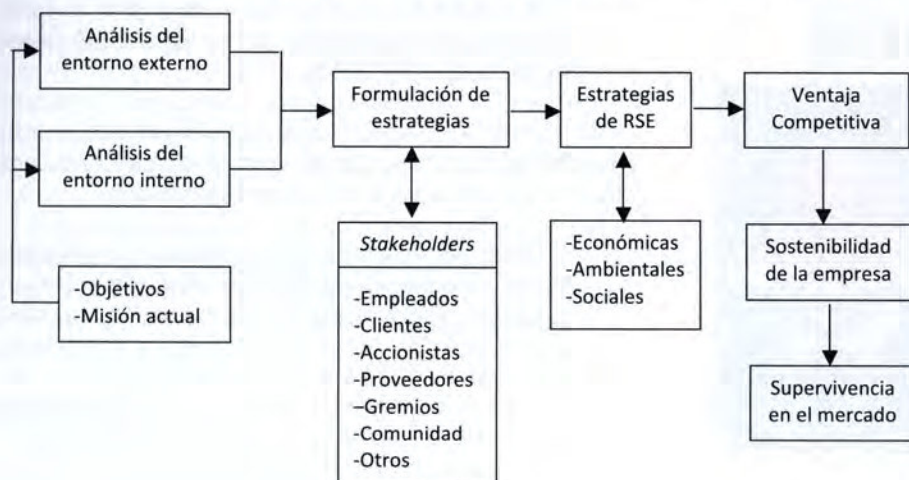 Análisis del
entorno externo
Análisis del
entorno interno
-Objetivos
-Misión actual
Formulación de
estrategias
Stakeholders
-Empleados
-Clientes
-Accionistas
-Proveedores
–Gremios
-Comunidad
-Otros
Estrategias
de RSE
-Económicas
-Ambientales
-Sociales
Ventaja
Competitiva
Sostenibilidad
de la empresa
Supervivencia
en el mercado